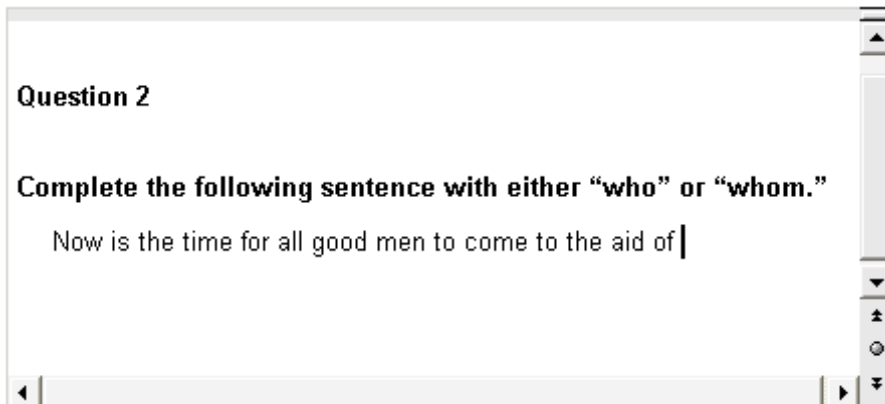 Question 2
Complete the following sentence with either “who” or “whom.”
Now is the time for all good men to come to the aid of